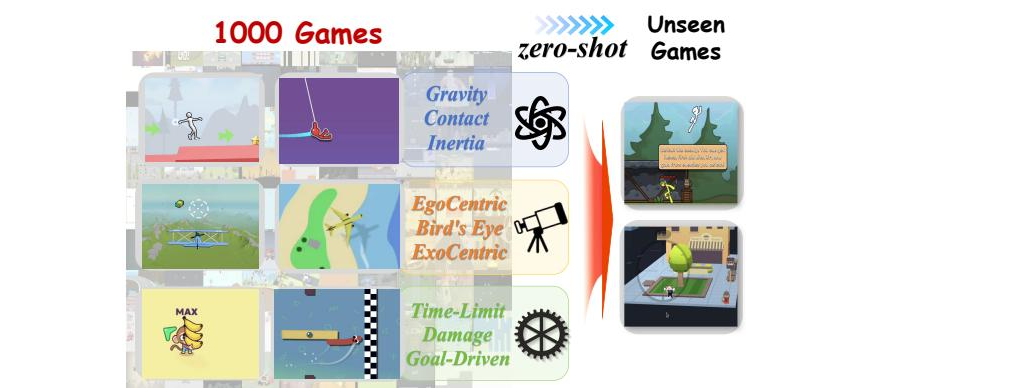 1000 Games
zero-shot
Unseen
Games
Gravity
Contact
Inertia
EgoCentric
Bird's Eye
ExoCentric
MAX
Time-Limit
Damage
Goal-Driven